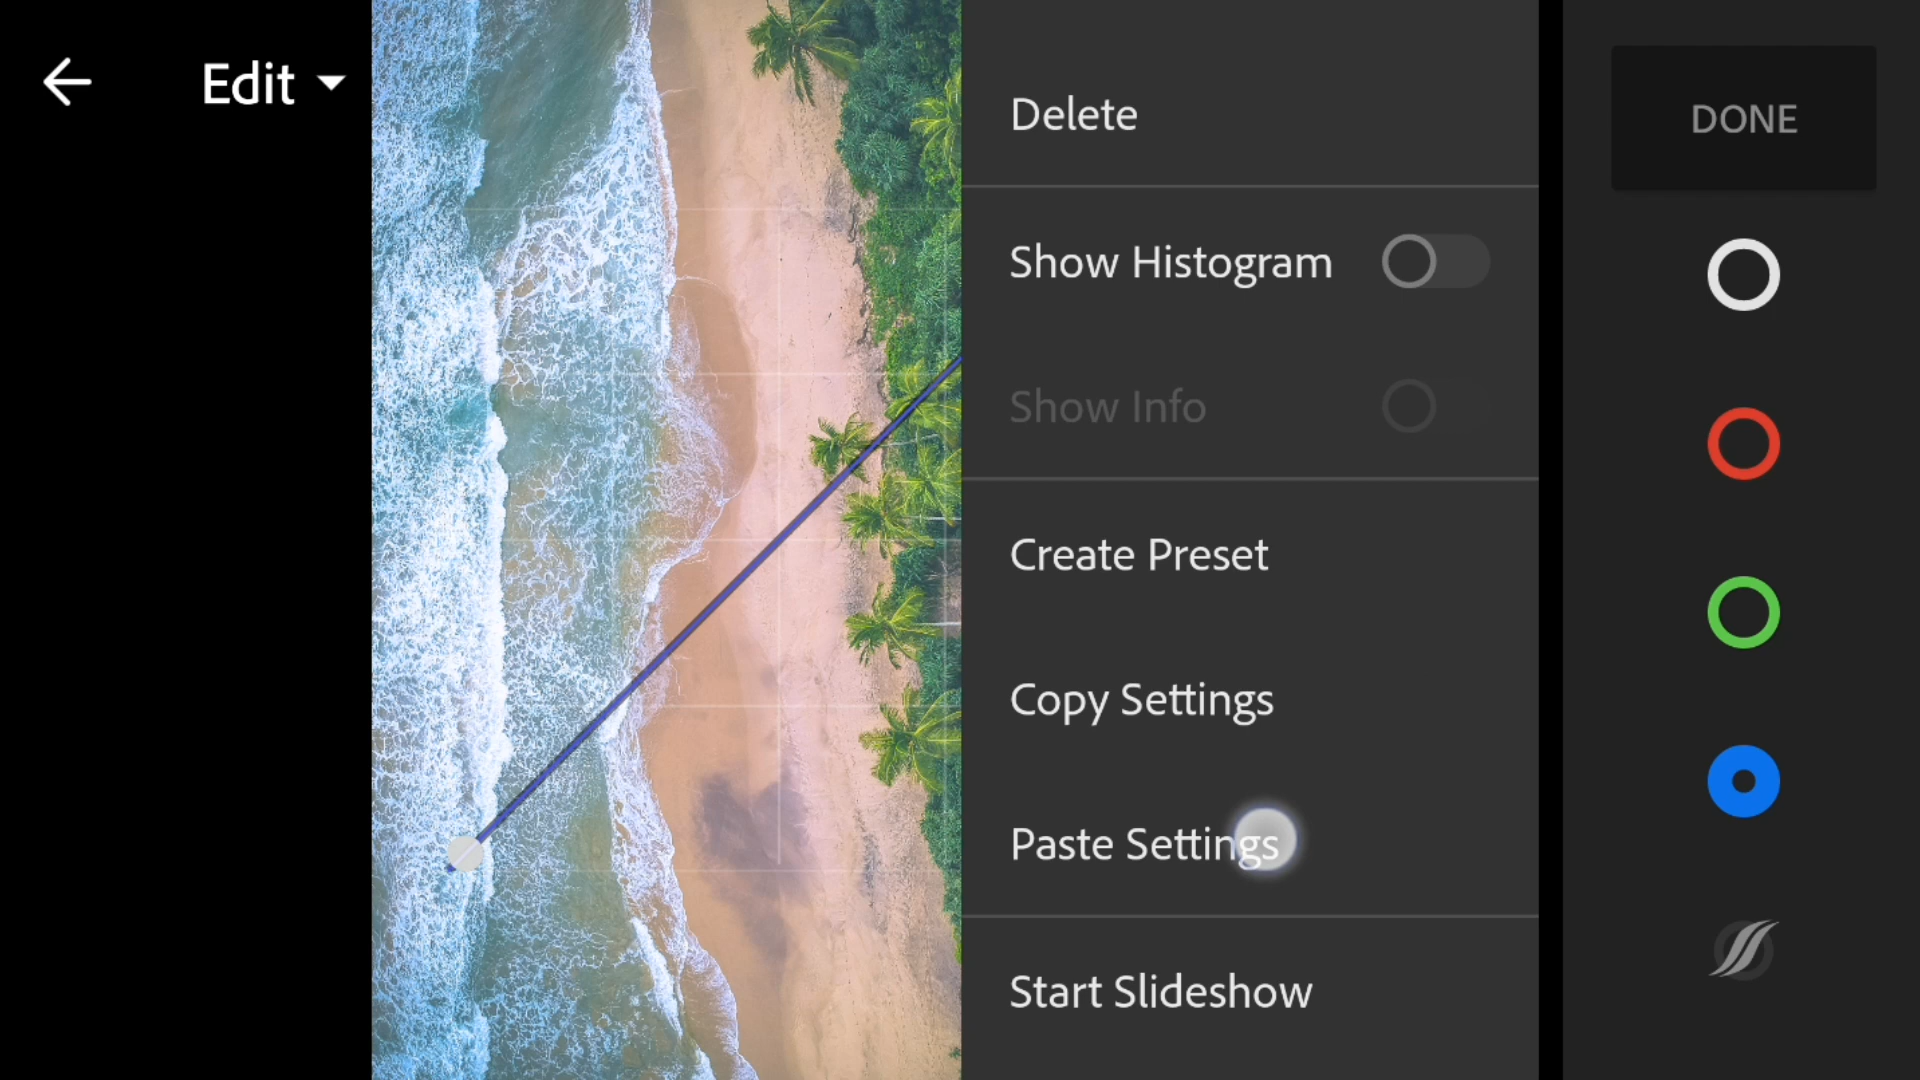 Edit
Delete
Show Histogram
Show Info
Create Preset
Copy Settings
Paste Settings
Start Slideshow
DONE